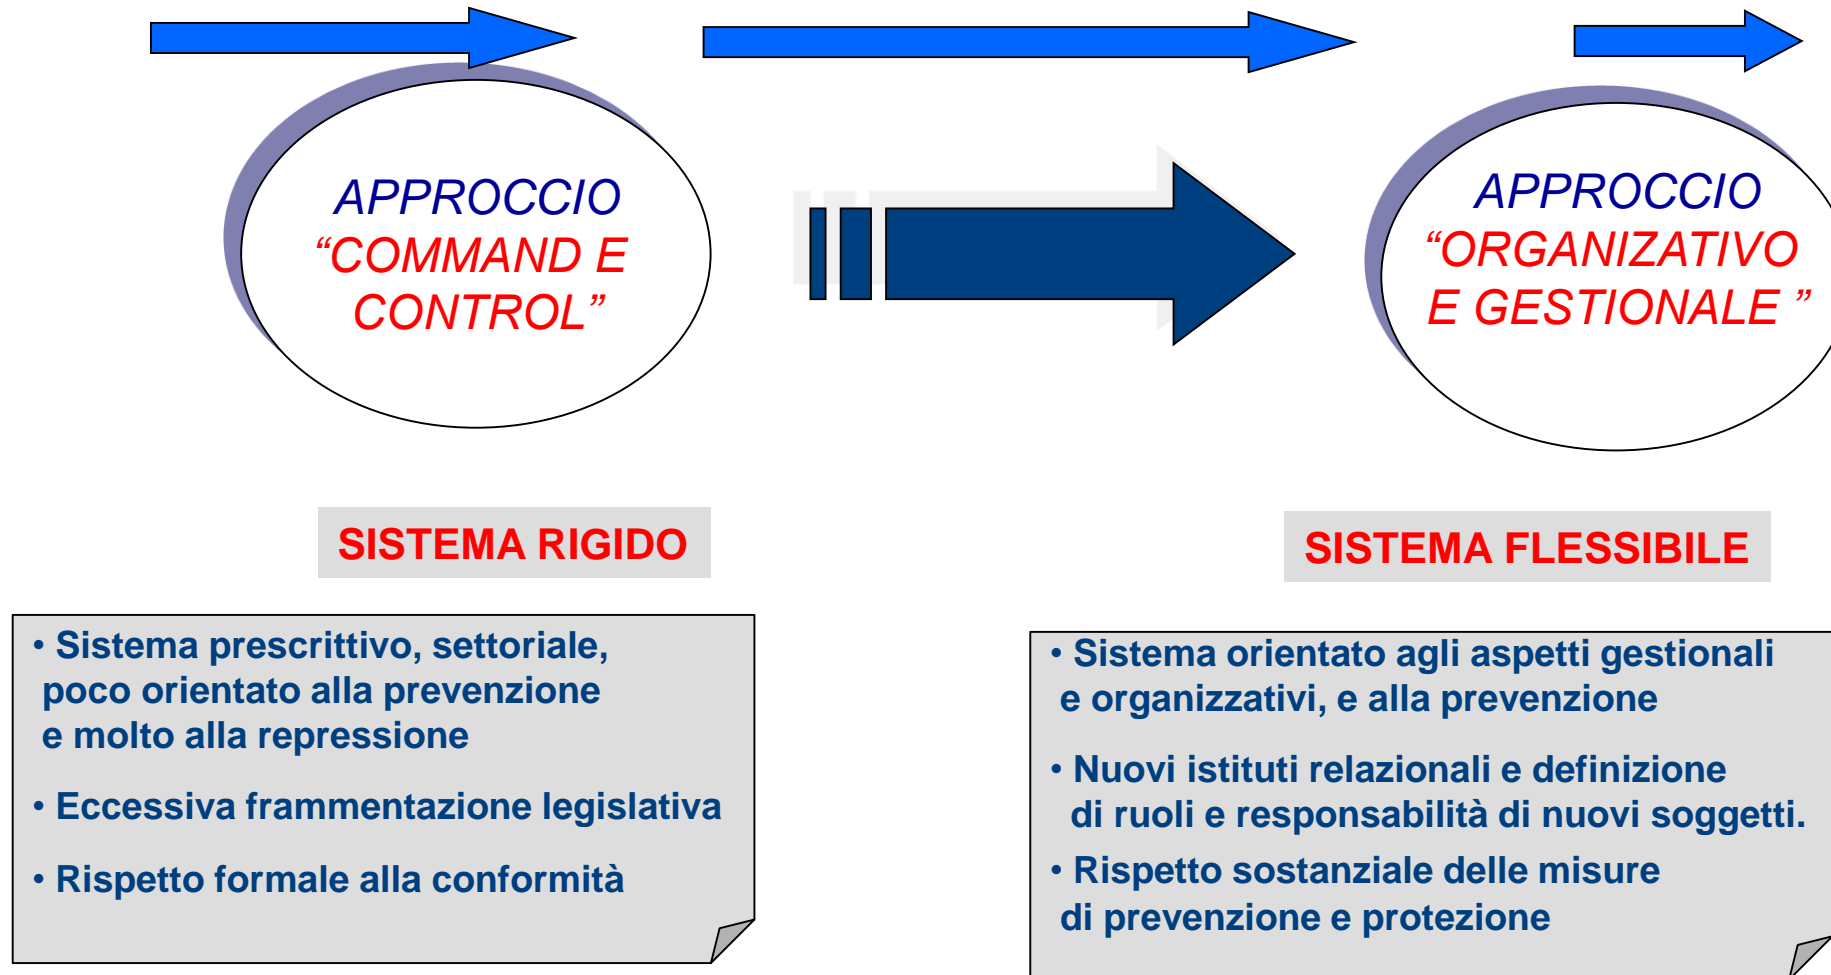 APPROCCIO
“COMMAND E
CONTROL”
APPROCCIO
“ORGANIZATIVO
E GESTIONALE ”
SISTEMA RIGIDO
SISTEMA FLESSIBILE
• Sistema prescrittivo, settoriale,
poco orientato alla prevenzione
e molto alla repressione
• Eccessiva frammentazione legislativa
• Rispetto formale alla conformità
• Sistema orientato agli aspetti gestionali
e organizzativi, e alla prevenzione
• Nuovi istituti relazionali e definizione
di ruoli e responsabilità di nuovi soggetti.
• Rispetto sostanziale delle misure
di prevenzione e protezione